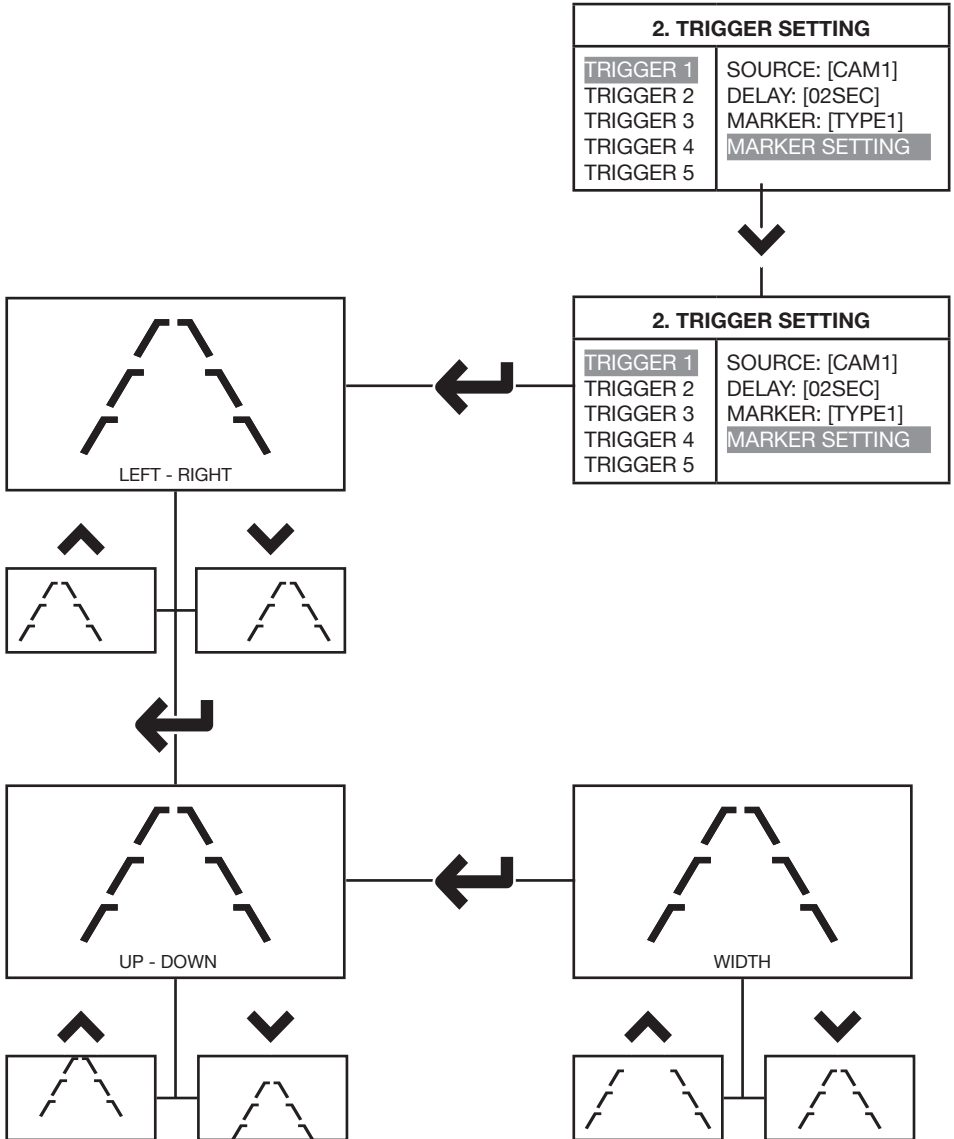 2. TRIGGER SETTING
TRIGGER 1
TRIGGER 2
TRIGGER 3
TRIGGER 4
TRIGGER 5
SOURCE: [CAM1]
DELAY: [02SEC]
MARKER: [TYPE1]
MARKER SETTING
2. TRIGGER SETTING
TRIGGER 1
TRIGGER 2
TRIGGER 3
TRIGGER 4
TRIGGER 5
SOURCE: [CAM1]
DELAY: [02SEC]
MARKER: [TYPE1]
MARKER SETTING
LEFT - RIGHT
UP - DOWN
WIDTH